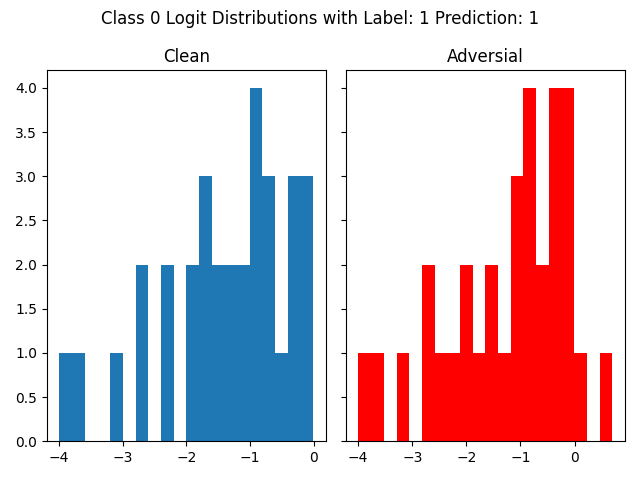 Class 0 Logit Distributions with Label: 1 Prediction: 1
Clean
Adversial
4.0
3.5
3.0
2.5
2.0
1.5
1.0
0.5
0.0
−4 −3 −2 −1 0
−4 −3 −2 −1 0